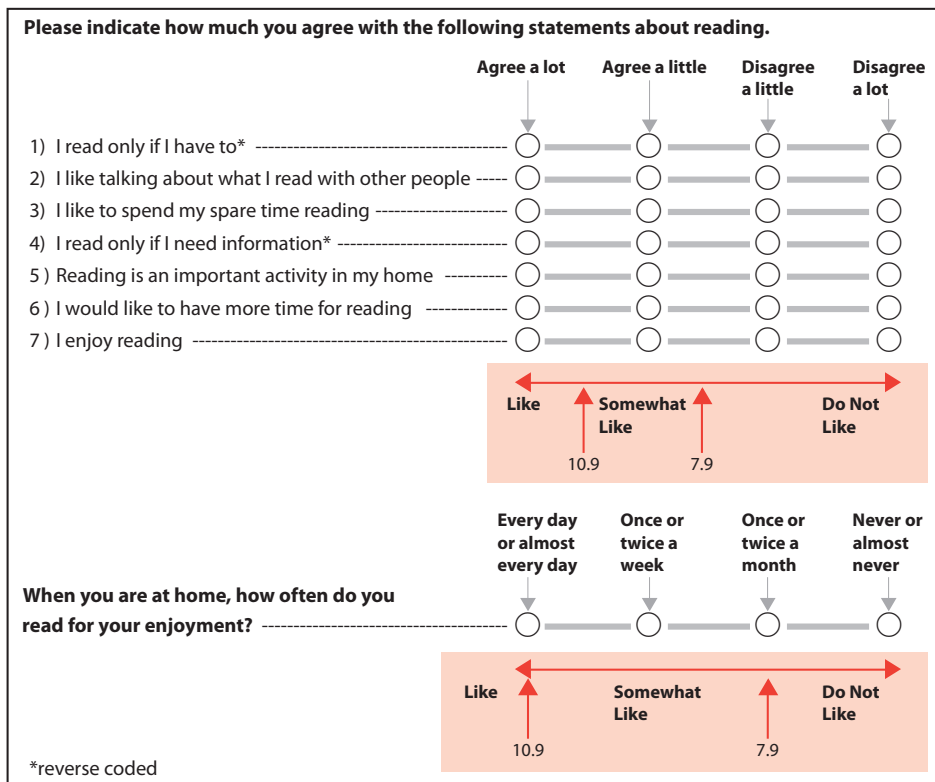 Please indicate how much you agree with the following statements about reading.
Agree a lot Agree a little Disagree a little Disagree a lot
1) I read only if I have to*
2) I like talking about what I read with other people
3) I like to spend my spare time reading
4) I read only if I need information*
5 ) Reading is an important activity in my home
6 ) I would like to have more time for reading
7 ) I enjoy reading
Like Somewhat Like Do Not Like
10.9 7.9
Every day or almost every day Once or twice a week Once or twice a month Never or almost never
When you are at home, how often do you
read for your enjoyment?
Like Somewhat Like Do Not Like
10.9 7.9
*reverse coded